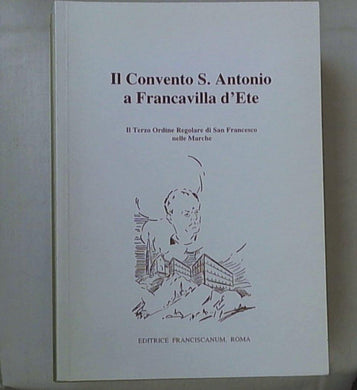 Il Convento S. Antonio
a Francavilla d'Ete
Il Terzo Ordine Regolare di San Francesco
nelle Marche
EDITRICE FRANCISCANUM, ROMA